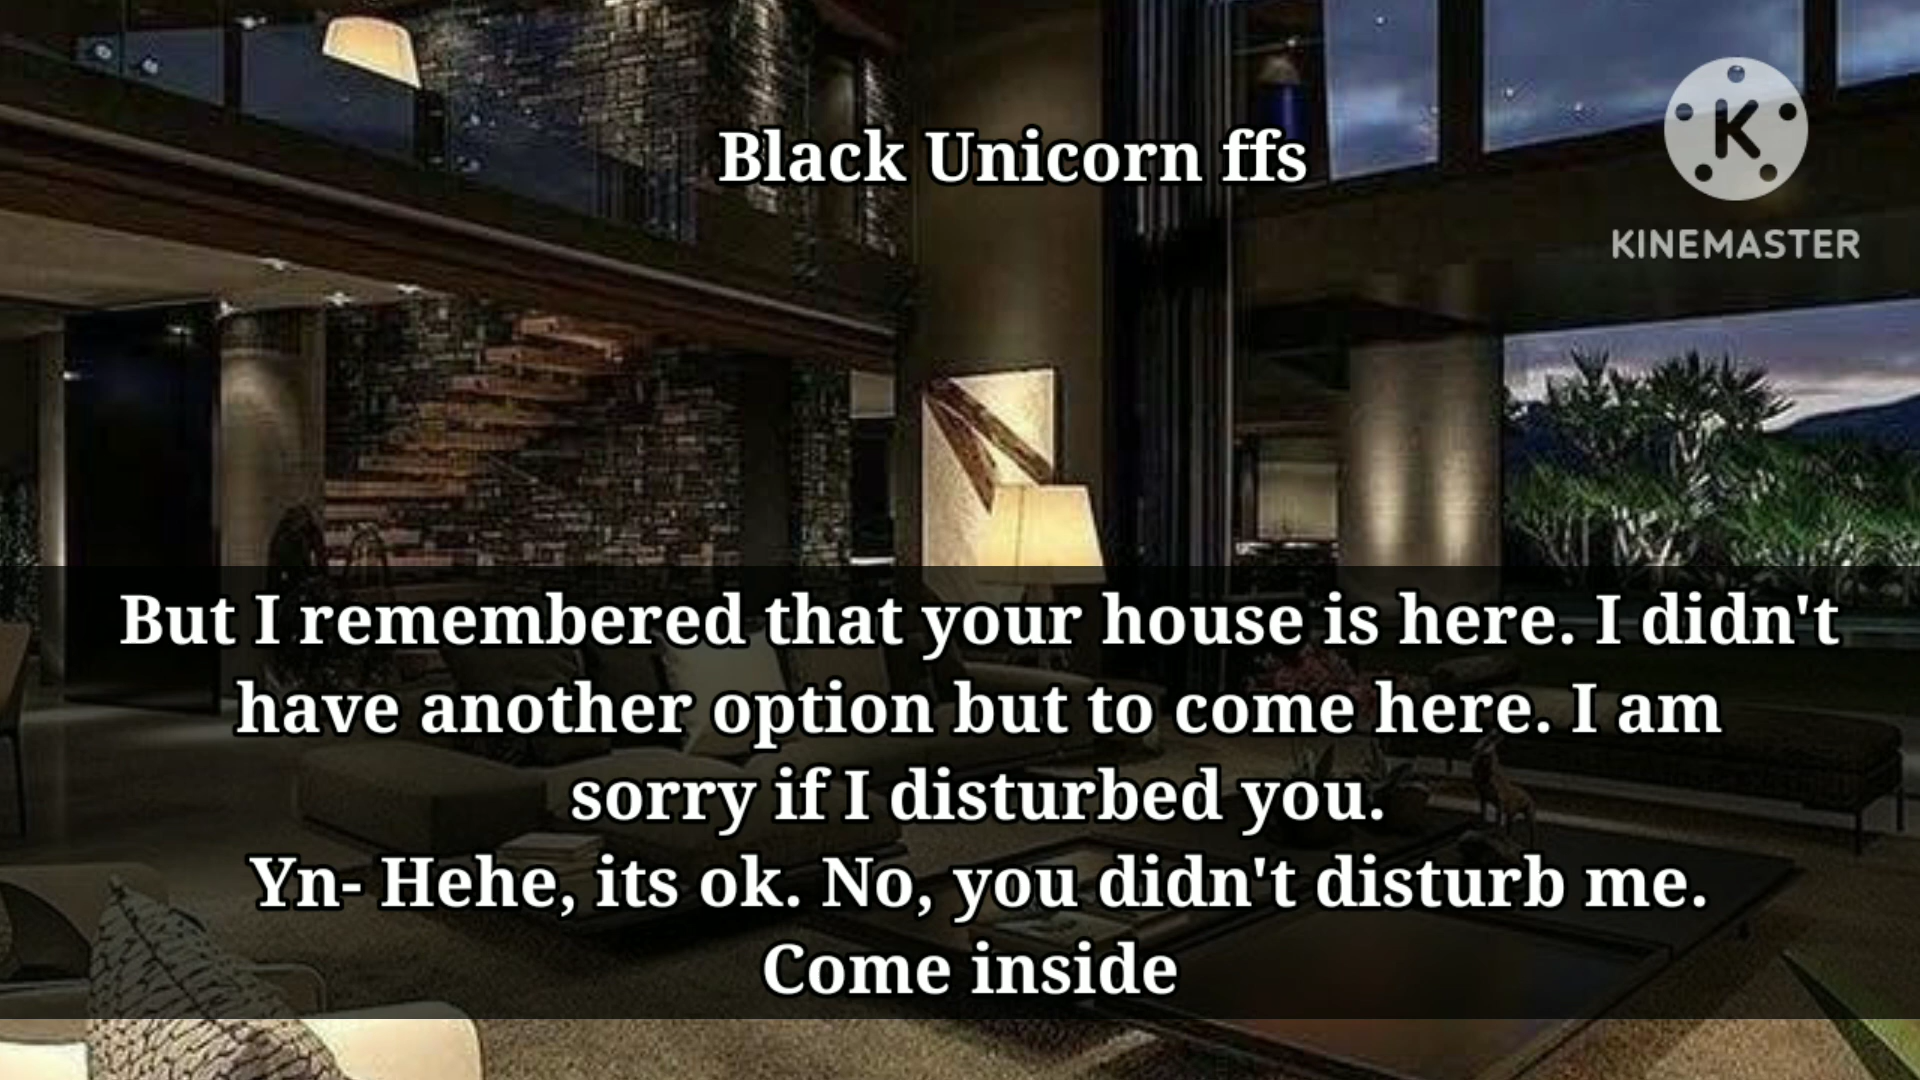 Black Unicorn ffs
K
KINEMASTER
But I remembered that your house is here. I didn't
have another option but to come here. I am
sorry if I disturbed you.
Yn- Hehe, its ok. No, you didn't disturb me.
Come inside